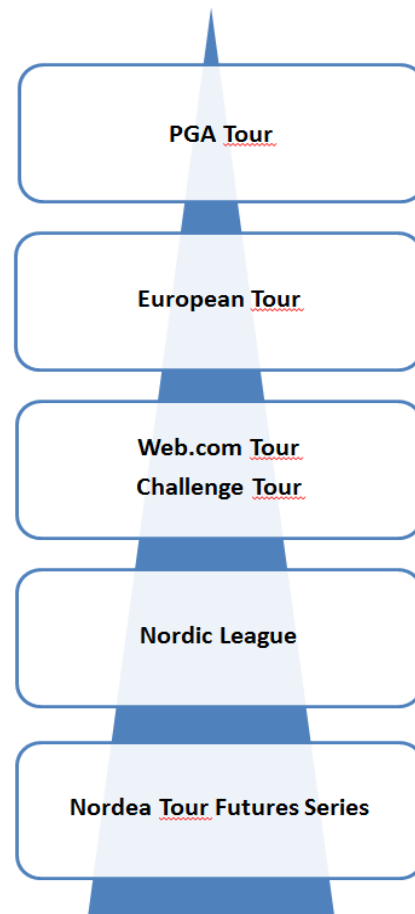 PGA Tour
European Tour
Web.com Tour
Challenge Tour
Nordic League
Nordea Tour Futures Series